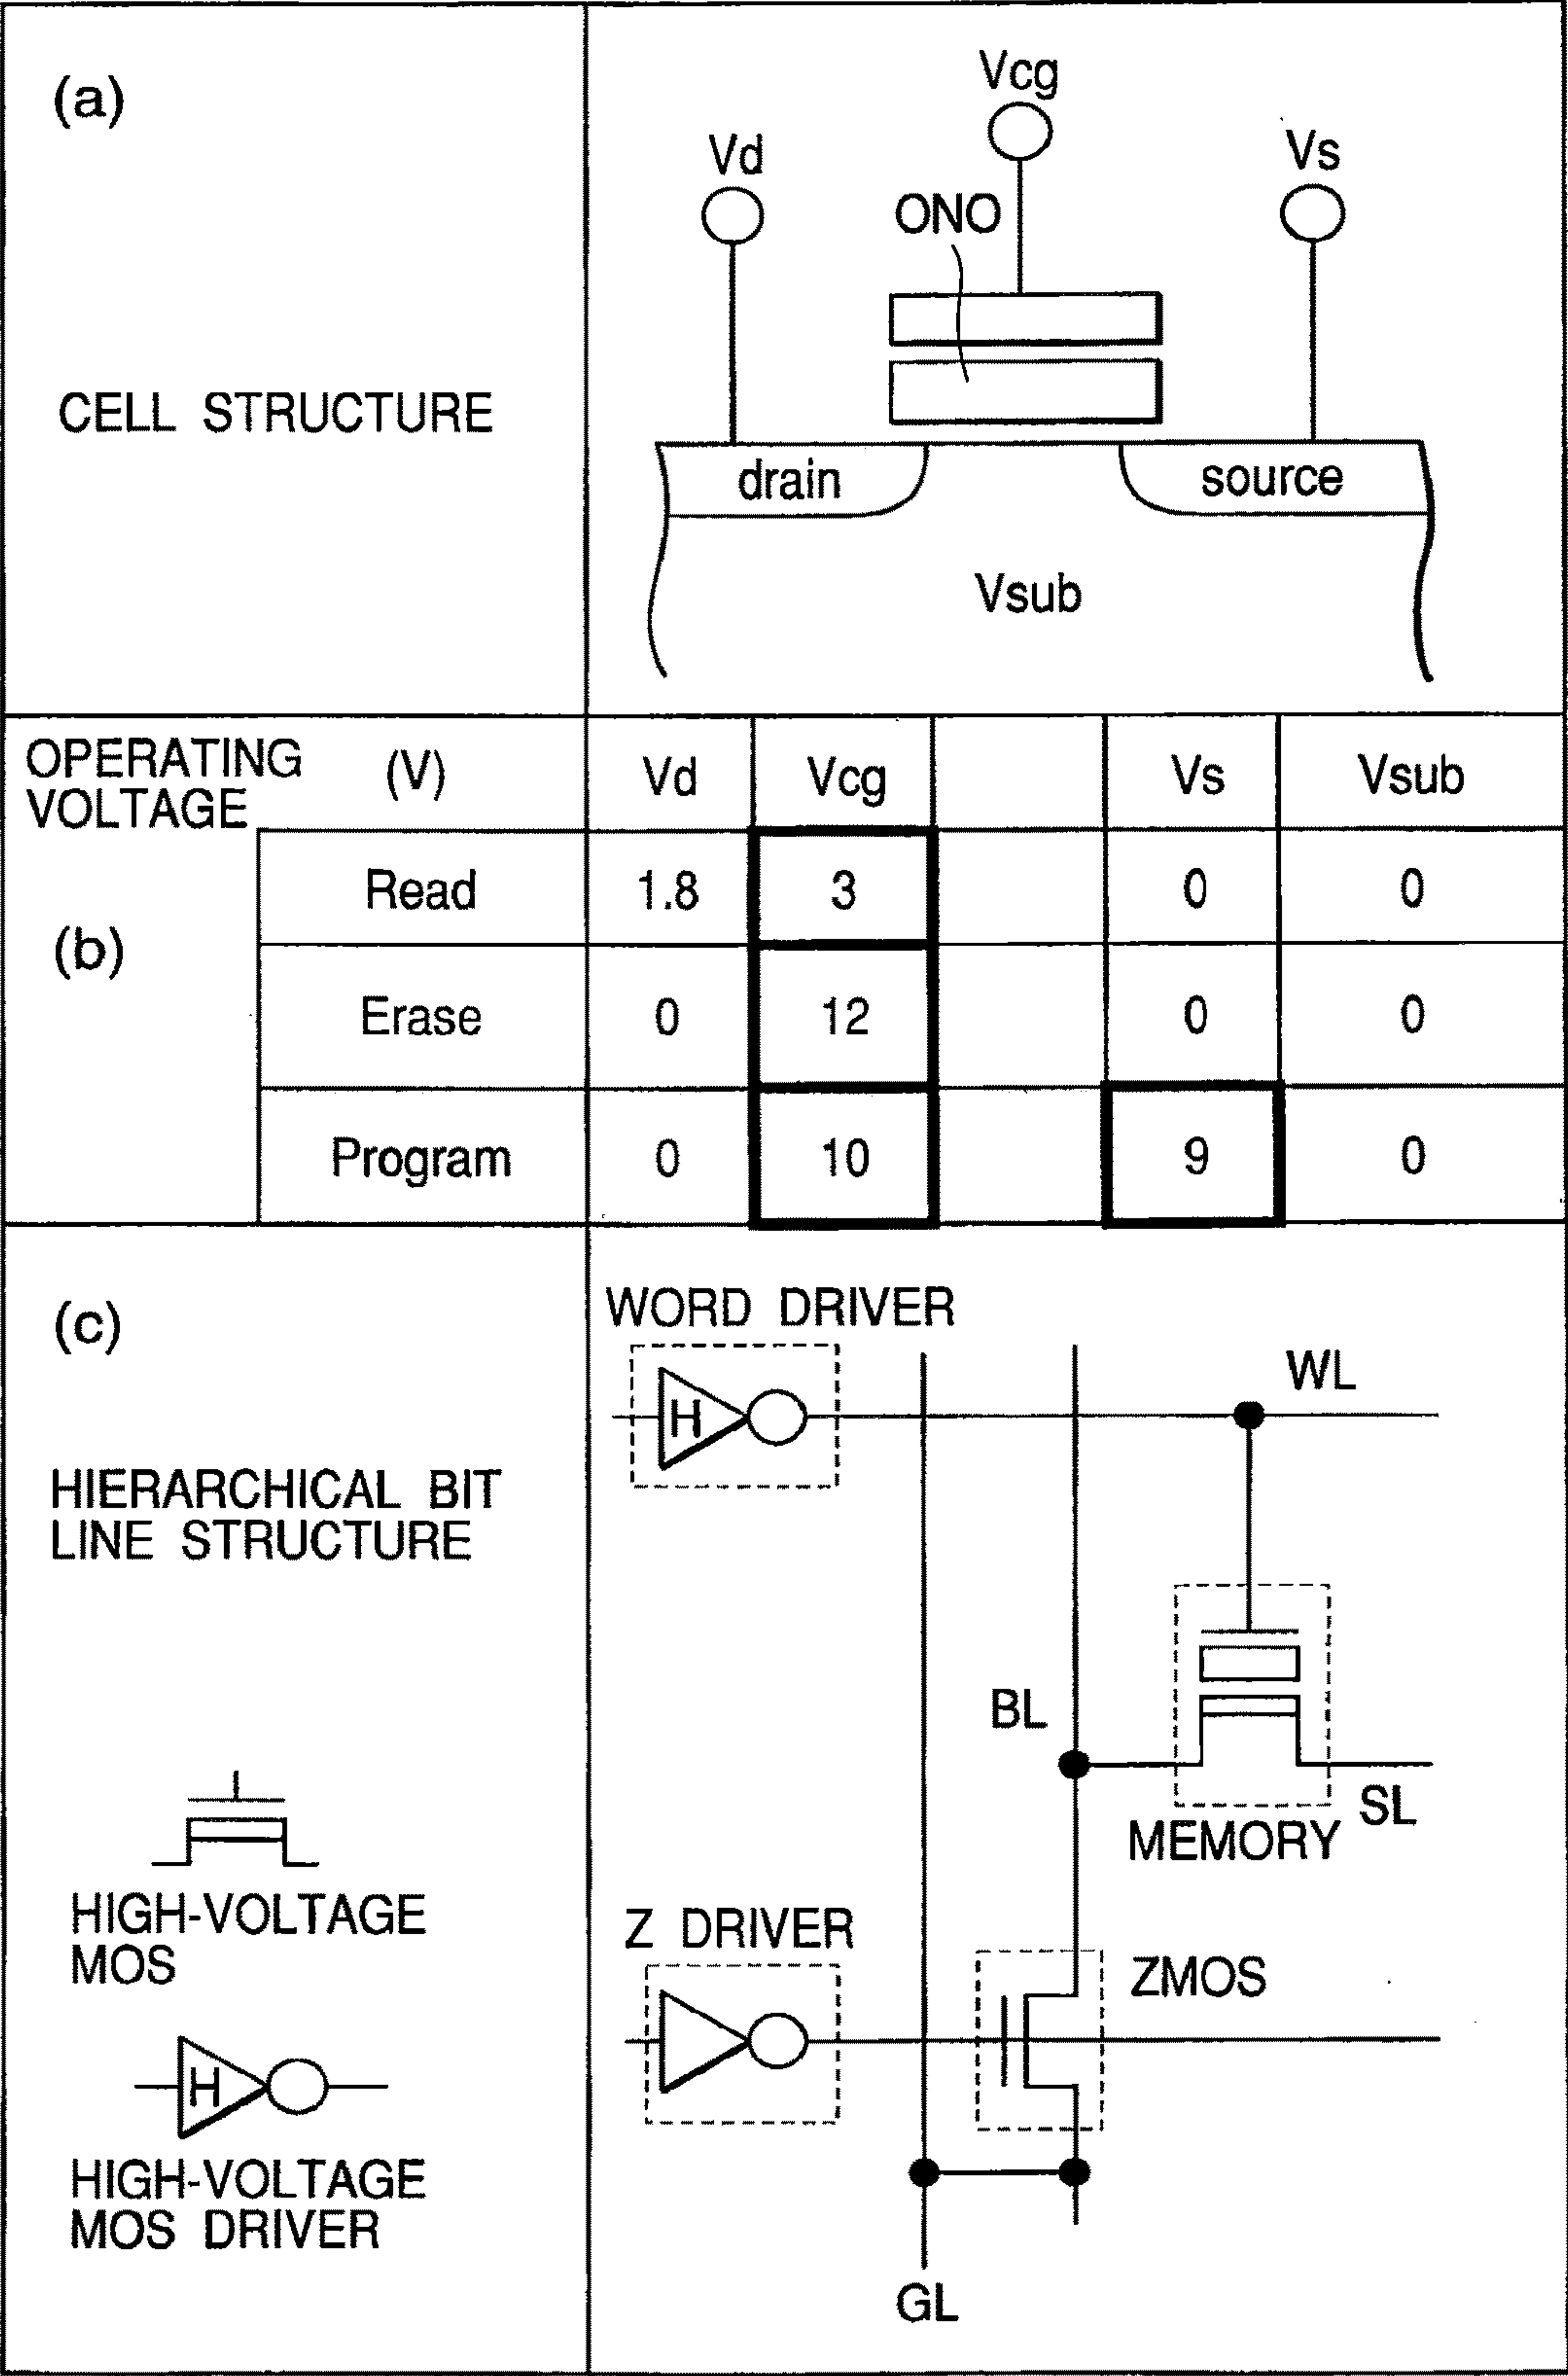 (a)
Vcg
Vd
Vs
ONO
CELL STRUCTURE
drain
source
Vsub
OPERATING
VOLTAGE
(V) Vd Vcg Vs Vsub
(b)
Read 1.8 3 0 0
Erase 0 12 0 0
Program 0 10 9 0
(c)
WORD DRIVER
H
WL
HIERARCHICAL BIT
LINE STRUCTURE
BL
SL
MEMORY
HIGH-VOLTAGE
MOS
Z DRIVER
ZMOS
H
HIGH-VOLTAGE
MOS DRIVER
GL